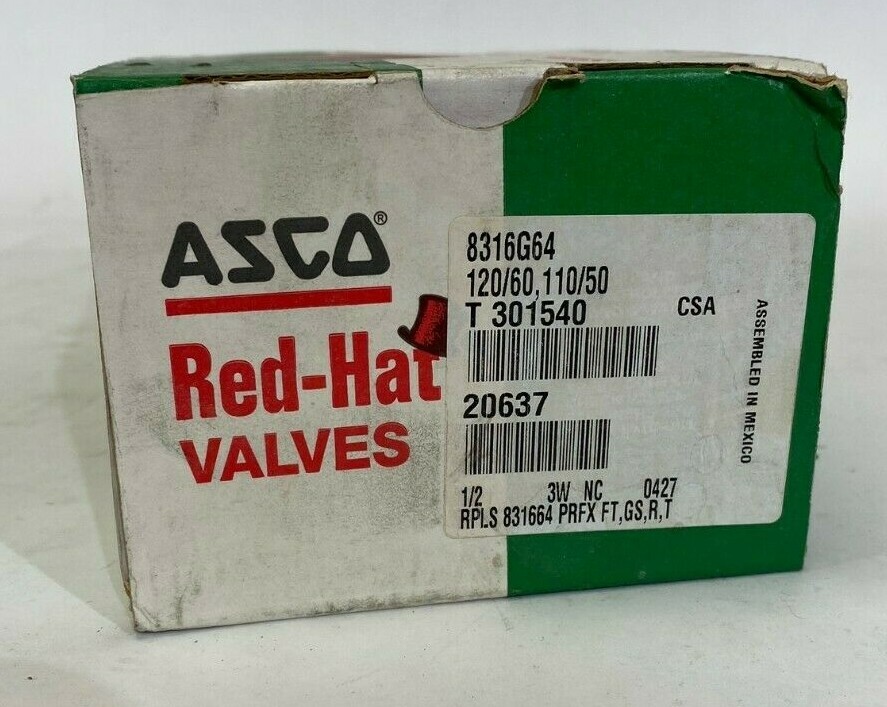 ASCO®
Red-Hat
VALVES
8316G64
120/60,110/50
T 301540
CSA
20637
1/2 3W NC 0427
RPLS 831664 PRFX FT,GS,R,T
ASSEMBLED IN MEXICO